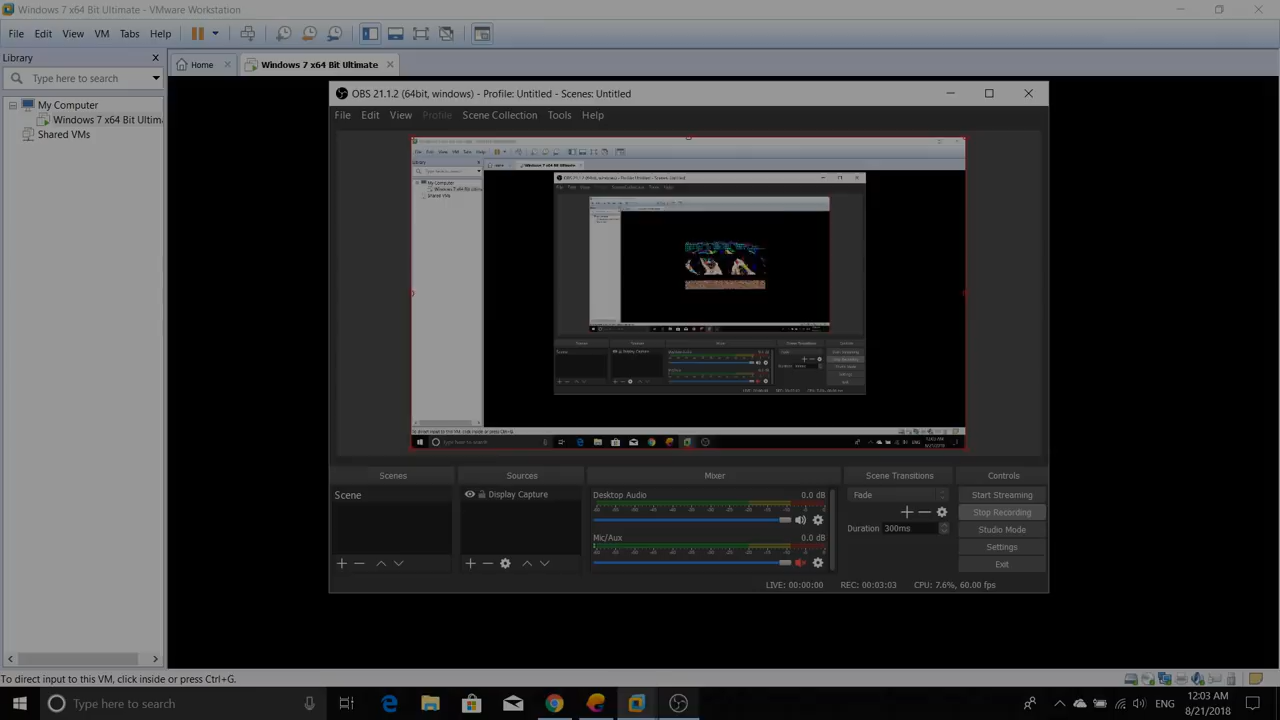 Windows 7 x64 Bit Ultimate - VMware Workstation
File Edit View VM Tabs Help
Library
Home
Windows 7 x64 Bit Ultimate
Type here to search
My Computer
Windows 7 x64 Bit Ultim
Shared VMs
OBS 21.1.2 (64bit, windows) - Profile: Untitled - Scenes: Untitled
File Edit View Profile Scene Collection Tools Help
Scenes
Sources
Mixer
Scene Transitions
Controls
Scene
Display Capture
Desktop Audio 0.0 dB
Mic/Aux 0.0 dB
Fade
Duration 300ms
Start Streaming
Stop Recording
Studio Mode
Settings
Exit
LIVE: 00:00:00 REC: 00:03:03 CPU: 7.6%, 60.00 fps
To direct input to this VM, click inside or press Ctrl+G.
Type here to search
ENG
12:03 AM
8/21/2018